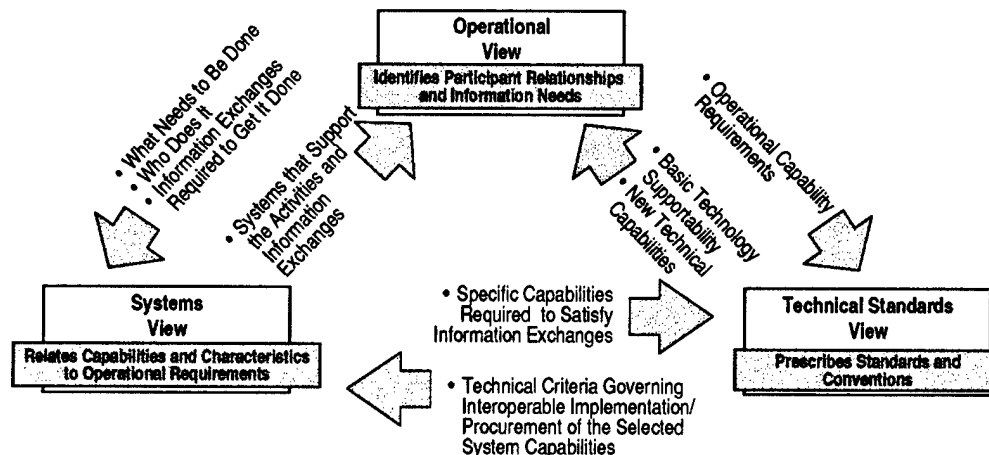 Operational
View
Identifies Participant Relationships
and Information Needs
• What Needs to Be Done
• Who Does It
• Information Exchanges
Required to Get It Done
• Systems that Support
the Activities and
Information
Exchanges
• Basic Technology
Supportability
• New Technical
Capabilities
• Operational Capability
Requirements
Systems
View
Relates Capabilities and Characteristics
to Operational Requirements
• Specific Capabilities
Required to Satisfy
Information Exchanges
Technical Standards
View
Prescribes Standards and
Conventions
• Technical Criteria Governing
Interoperable Implementation/
Procurement of the Selected
System Capabilities